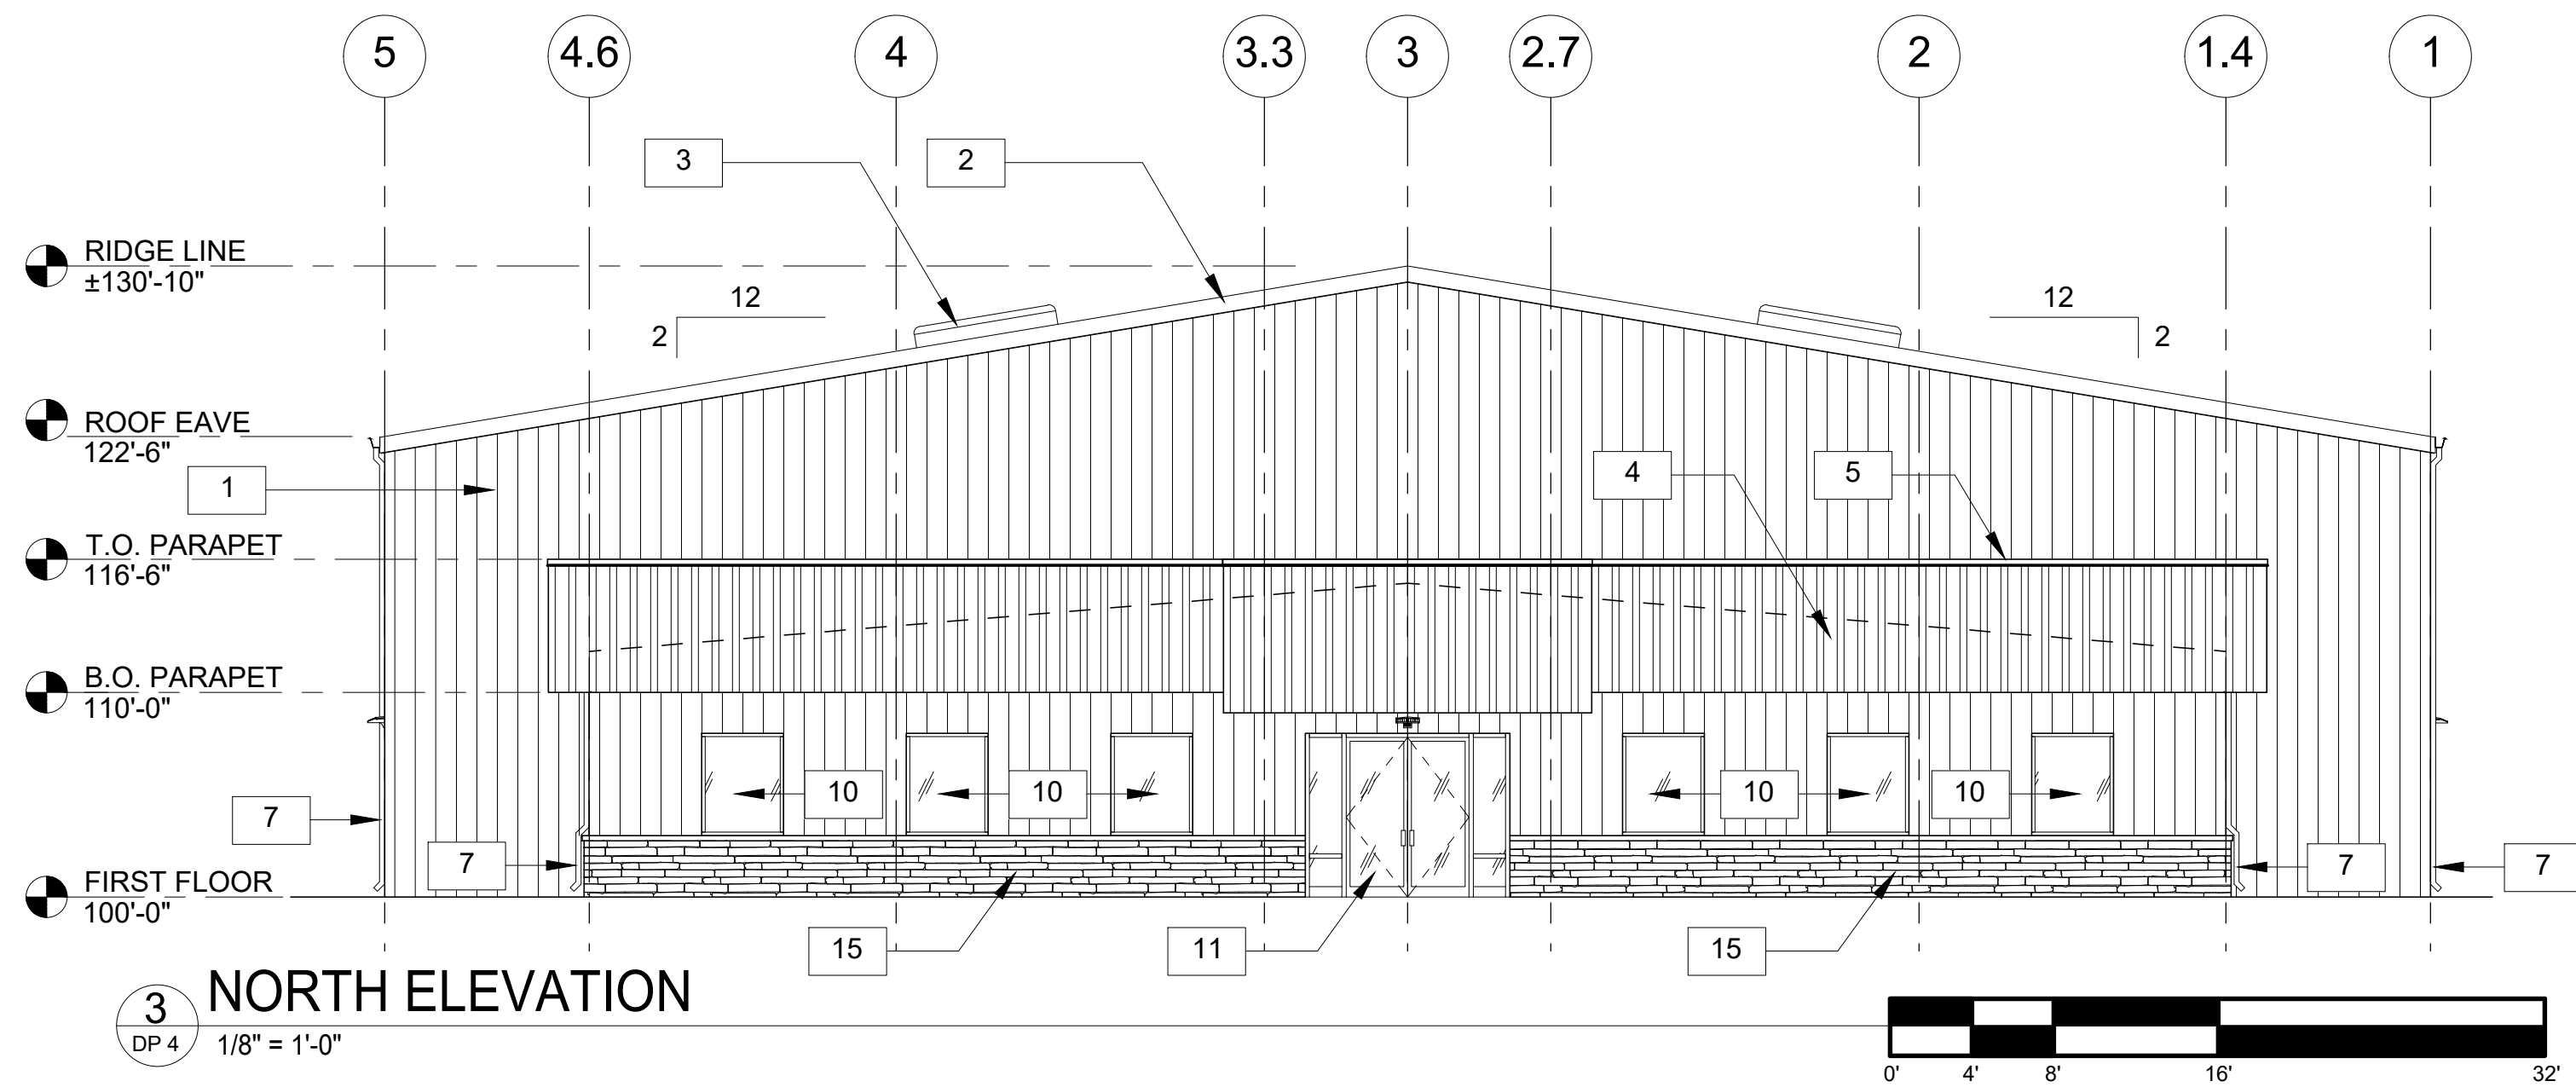 5 4.6 4 3.3 3 2.7 2 1.4 1
3 2
RIDGE LINE
±130'-10"
12 12
2 2
ROOF EAVE
122'-6"
1 4 5
T.O. PARAPET
116'-6"
B.O. PARAPET
110'-0"
10 10 10 10
7
7 7 7
FIRST FLOOR
100'-0"
15 11 15
3 NORTH ELEVATION
DP 4 1/8" = 1'-0"
0' 4' 8' 16' 32'